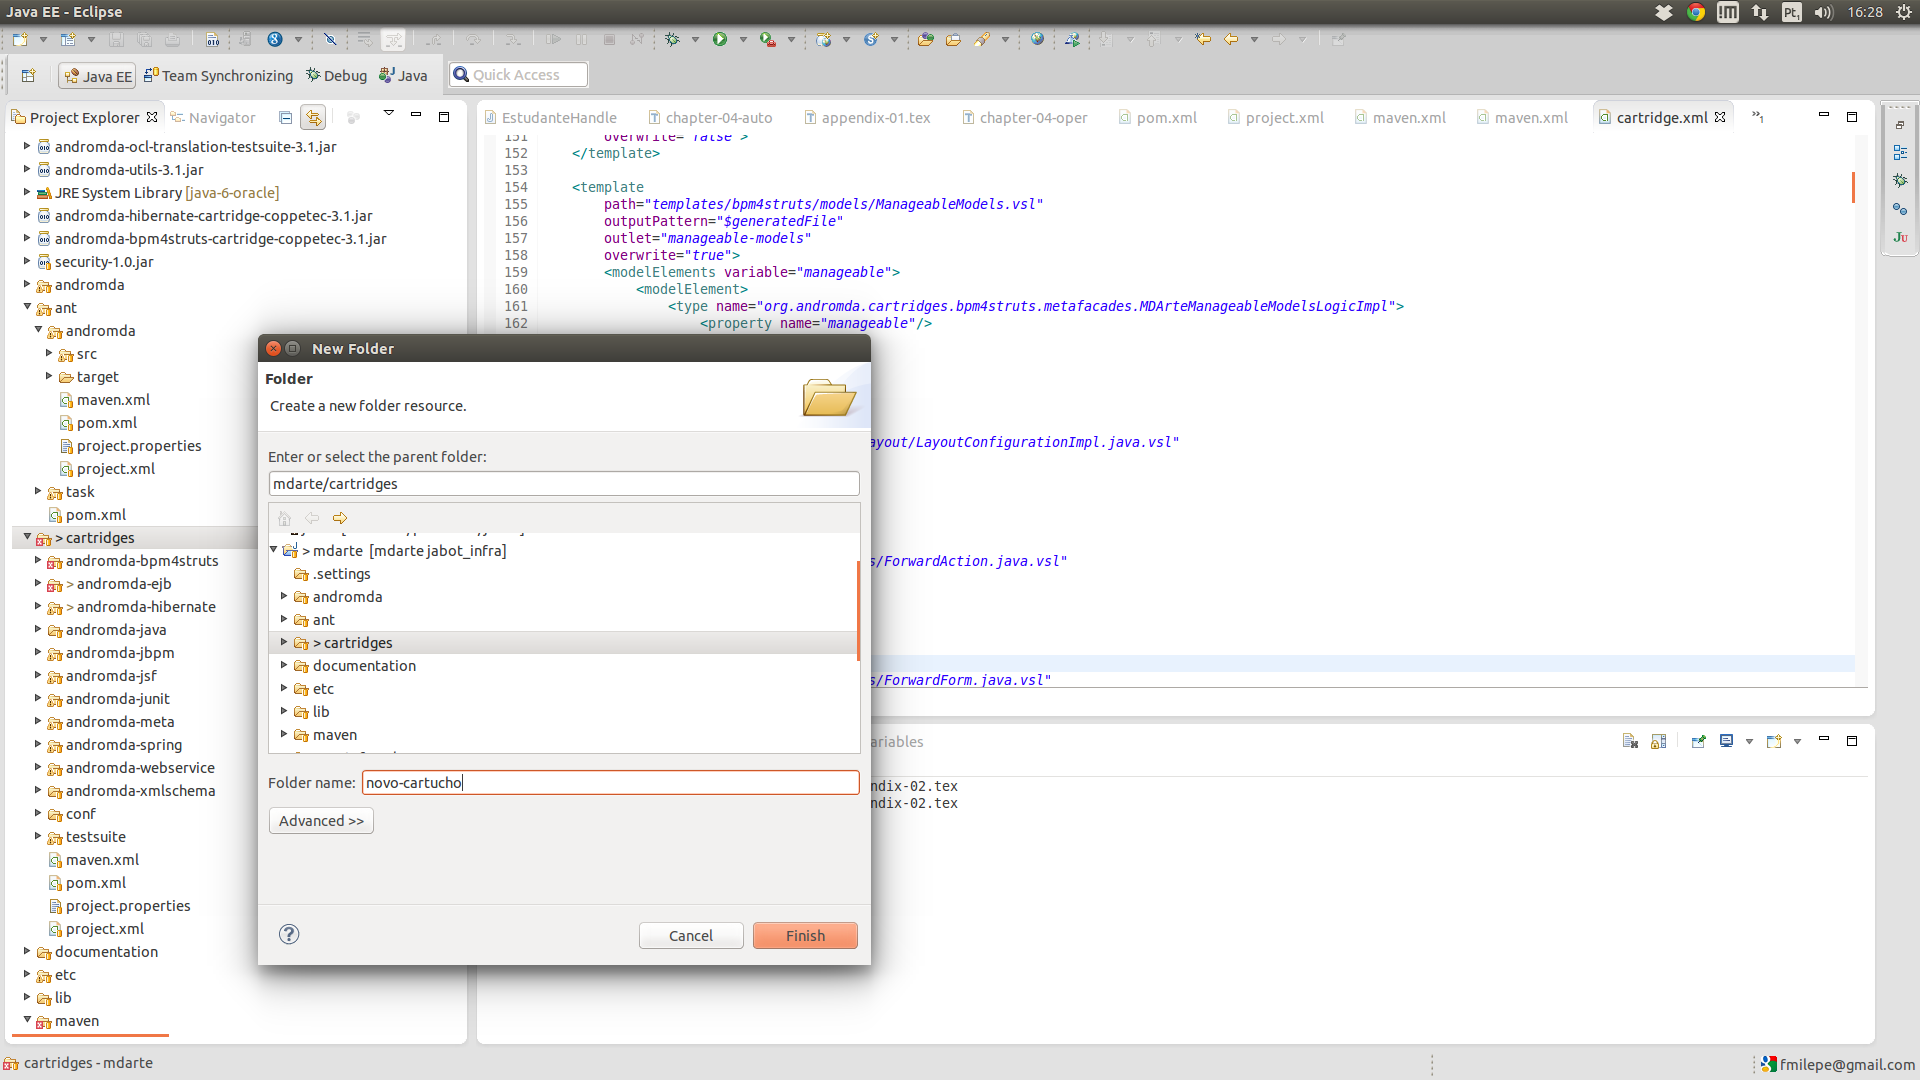 Java EE - Eclipse
Pt1
16:28
Java EE
Team Synchronizing
Debug
Java
Quick Access
Project Explorer
Navigator
andromda-ocl-translation-testsuite-3.1.jar
andromda-utils-3.1.jar
JRE System Library [java-6-oracle]
andromda-hibernate-cartridge-coppetec-3.1.jar
andromda-bpm4struts-cartridge-coppetec-3.1.jar
security-1.0.jar
andromda
ant
andromda
src
target
maven.xml
pom.xml
project.properties
project.xml
task
pom.xml
> cartridges
andromda-bpm4struts
> andromda-ejb
> andromda-hibernate
andromda-java
andromda-jbpm
andromda-jsf
andromda-junit
andromda-meta
andromda-spring
andromda-webservice
andromda-xmlschema
conf
testsuite
maven.xml
pom.xml
project.properties
project.xml
documentation
etc
lib
maven
EstudanteHandle
chapter-04-auto
appendix-01.tex
chapter-04-oper
pom.xml
project.xml
maven.xml
maven.xml
cartridge.xml
»1
151 overwrite="false">
152 </template>
153
154 <template
155 path="templates/bpm4struts/models/ManageableModels.vsl"
156 outputPattern="$generatedFile"
157 outlet="manageable-models"
158 overwrite="true">
159 <modelElements variable="manageable">
160 <modelElement>
161 <type name="org.andromda.cartridges.bpm4struts.metafacades.MDArteManageableModelsLogicImpl">
162 <property name="manageable"/>
ayout/LayoutConfigurationImpl.java.vsl"
s/ForwardAction.java.vsl"
s/ForwardForm.java.vsl"
New Folder
Folder
Create a new folder resource.
Enter or select the parent folder:
mdarte/cartridges
> mdarte [mdarte jabot_infra]
.settings
andromda
ant
> cartridges
documentation
etc
lib
maven
Folder name:
novo-cartucho
Advanced >>
Cancel
Finish
ariables
ndix-02.tex
ndix-02.tex
cartridges - mdarte
fmilepe@gmail.com